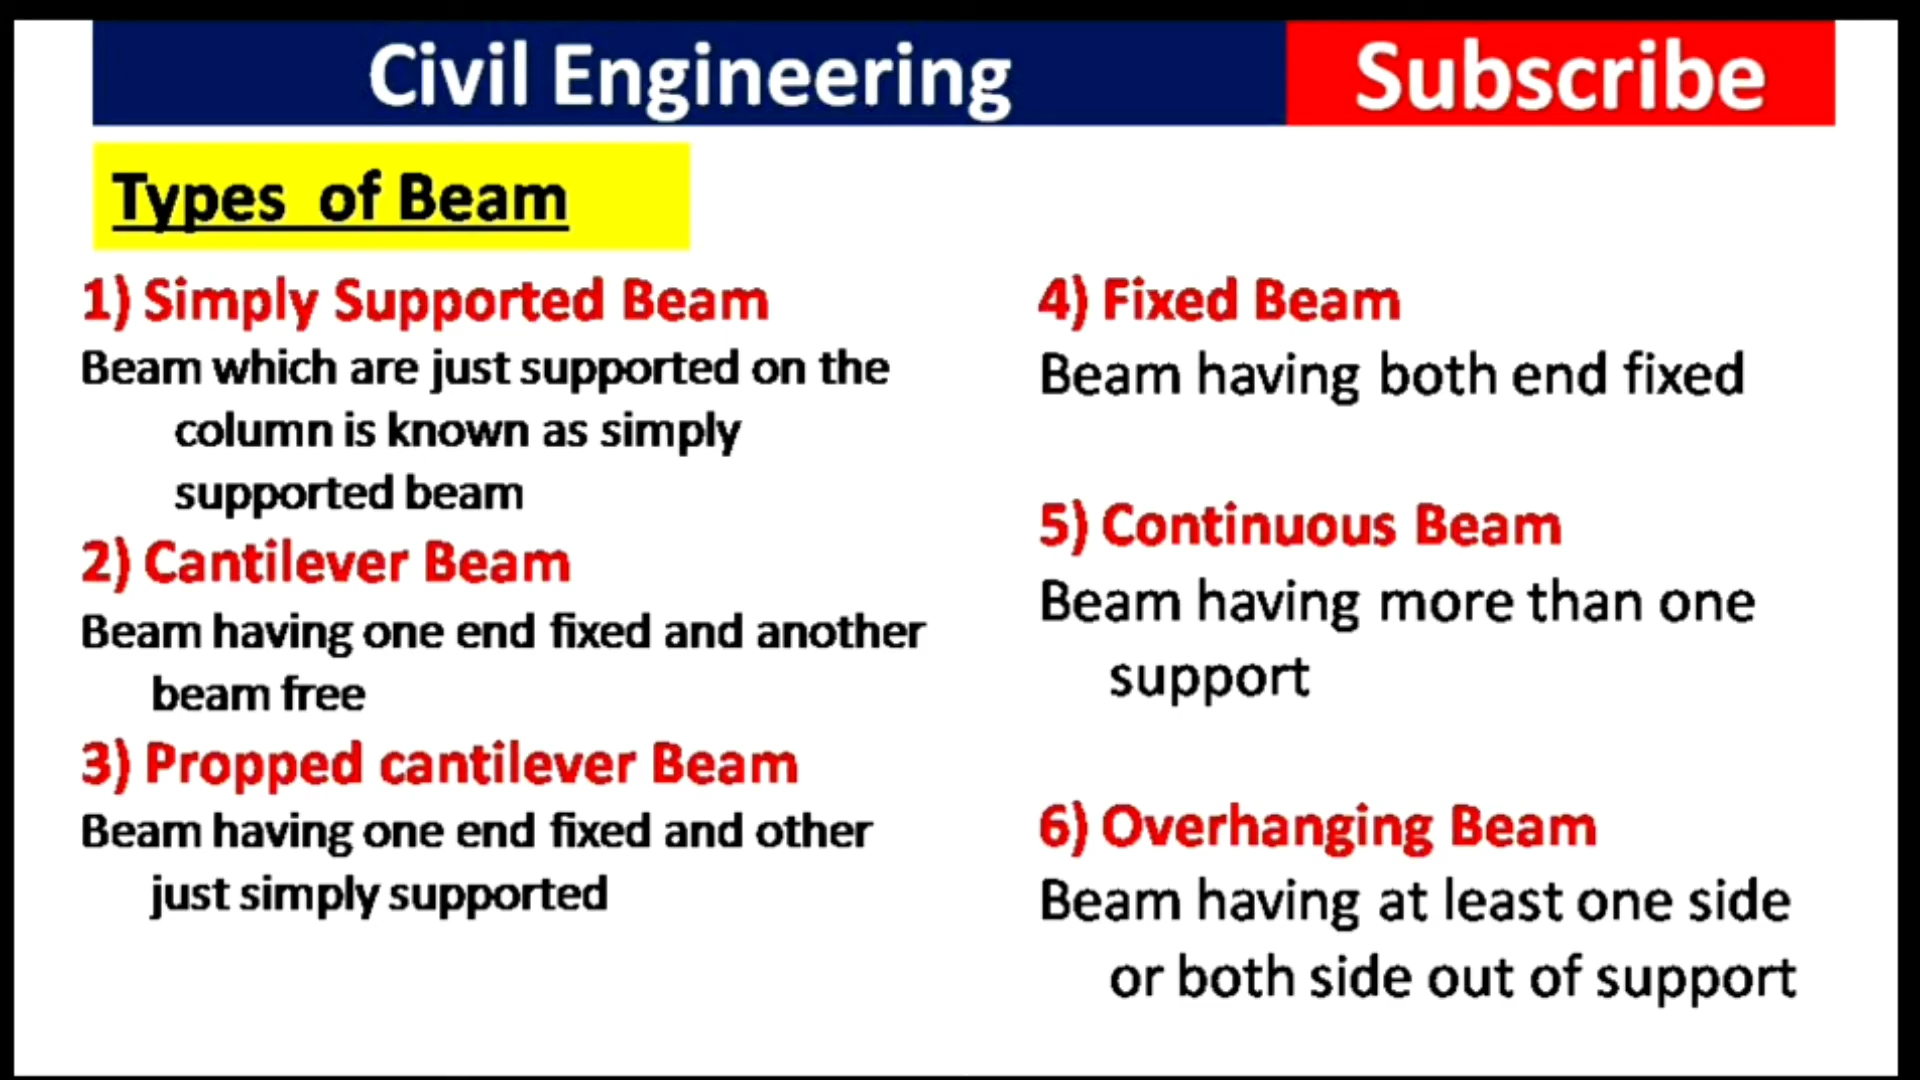 Civil Engineering
Subscribe
Types of Beam
1) Simply Supported Beam
Beam which are just supported on the
column is known as simply
supported beam
2) Cantilever Beam
Beam having one end fixed and another
beam free
3) Propped cantilever Beam
Beam having one end fixed and other
just simply supported
4) Fixed Beam
Beam having both end fixed
5) Continuous Beam
Beam having more than one
support
6) Overhanging Beam
Beam having at least one side
or both side out of support